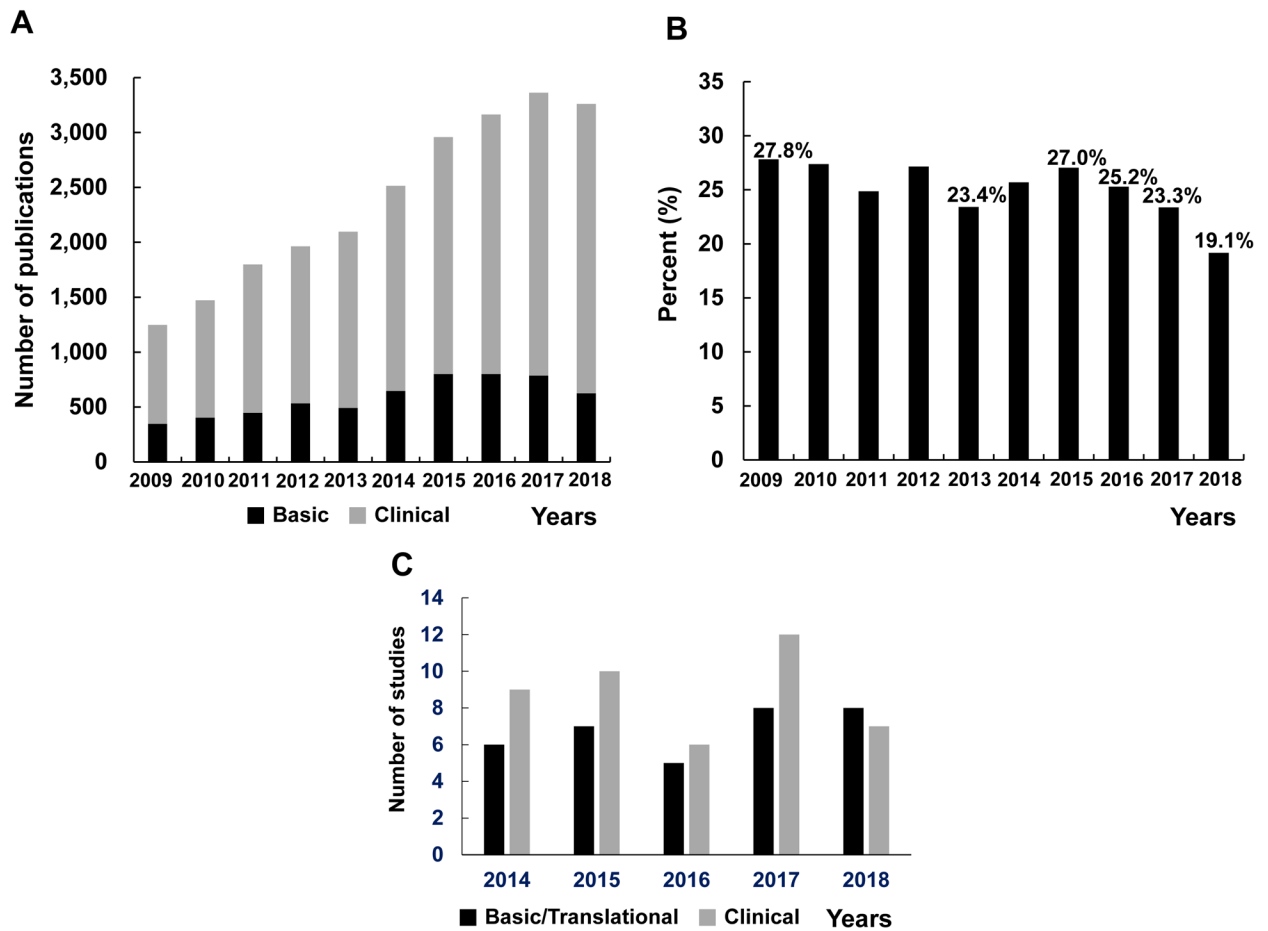 A
Number of publications
3,500
3,000
2,500
2,000
1,500
1,000
500
0
2009 2010 2011 2012 2013 2014 2015 2016 2017 2018
Basic Clinical Years
B
Percent (%)
35
30
25
20
15
10
5
0
27.8% 23.4% 27.0% 25.2% 23.3% 19.1%
2009 2010 2011 2012 2013 2014 2015 2016 2017 2018
Years
C
Number of studies
14
12
10
8
6
4
2
0
2014 2015 2016 2017 2018
Basic/Translational Clinical Years